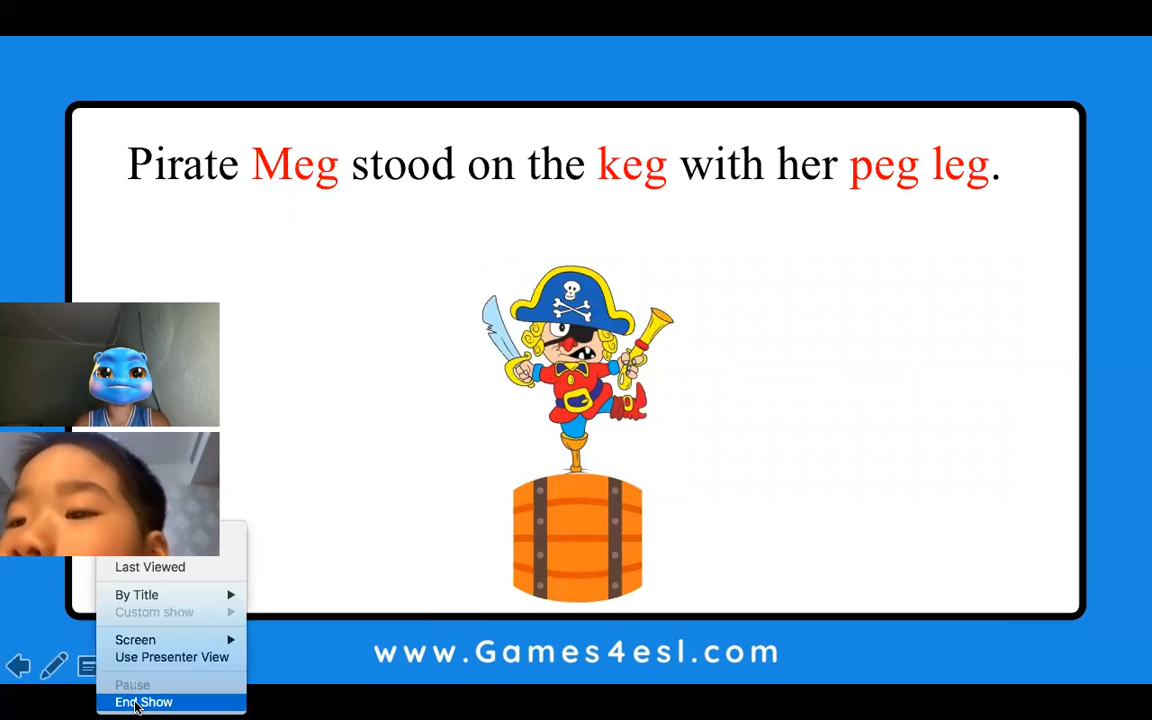 Pirate Meg stood on the keg with her peg leg.
Last Viewed
By Title
Custom show
Screen
Use Presenter View
Pause
End Show
www.Games4esl.com